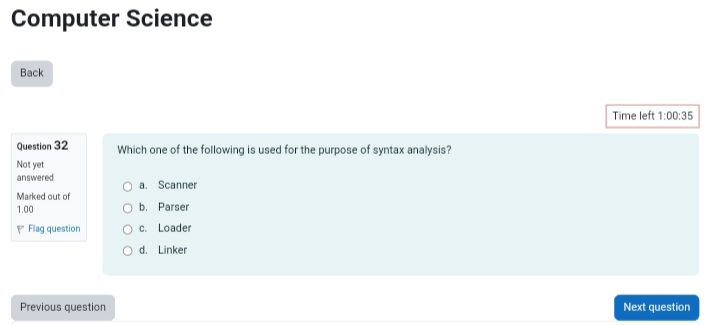 Computer Science
Back
Time left 1:00:35
Question 32
Not yet
answered
Marked out of
1.00
Flag question
Which one of the following is used for the purpose of syntax analysis?
a. Scanner
b. Parser
c. Loader
d. Linker
Previous question
Next question